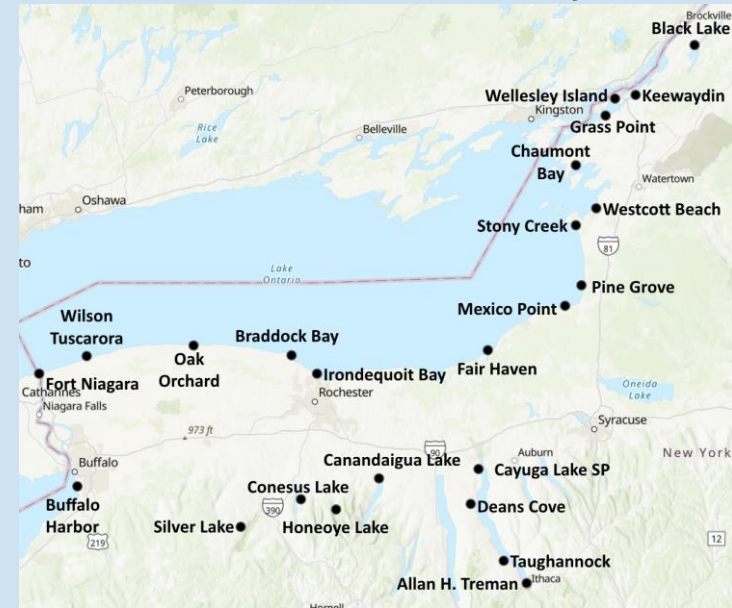 Brockville
Black Lake
Peterborough
Wellesley Island
Keewaydin
Kingston
Grass Point
Rice
Lake
Belleville
Chaumont
Bay
Watertown
Oshawa
ham
Westcott Beach
Stony Creek
81
to
Lake
Ontario
Pine Grove
Mexico Point
Wilson
Tuscarora
Braddock Bay
Oak
Orchard
Fair Haven
Irondequoit Bay
Fort Niagara
Catharines
Niagara Falls
Rochester
Oneida
Lake
Syracuse
973 ft
90
Auburn
New York
Buffalo
Canandaigua Lake
Cayuga Lake SP
Conesus Lake
Buffalo
Harbor
390
Deans Cove
Silver Lake
Honeoye Lake
219
12
Taughannock
Allan H. Treman
Ithaca